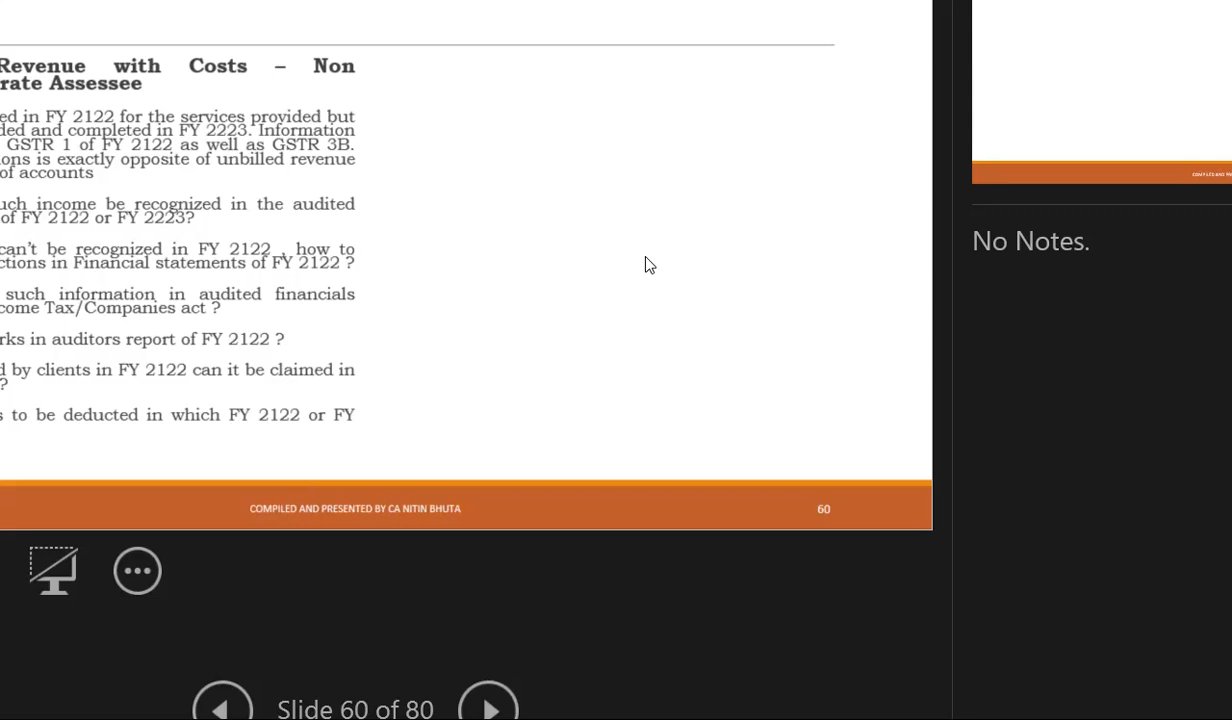 Revenue with Costs – Non
rate Assessee
ed in FY 2122 for the services provided but
ded and completed in FY 2223. Information
GSTR 1 of FY 2122 as well as GSTR 3B.
ons is exactly opposite of unbilled revenue
of accounts
uch income be recognized in the audited
of FY 2122 or FY 2223?
can't be recognized in FY 2122 , how to
ctions in Financial statements of FY 2122 ?
such information in audited financials
come Tax/Companies act ?
rks in auditors report of FY 2122 ?
d by clients in FY 2122 can it be claimed in
?
s to be deducted in which FY 2122 or FY
COMPILED AND PRESENTED BY CA NITIN BHUTA
60
No Notes.
Slide 60 of 80